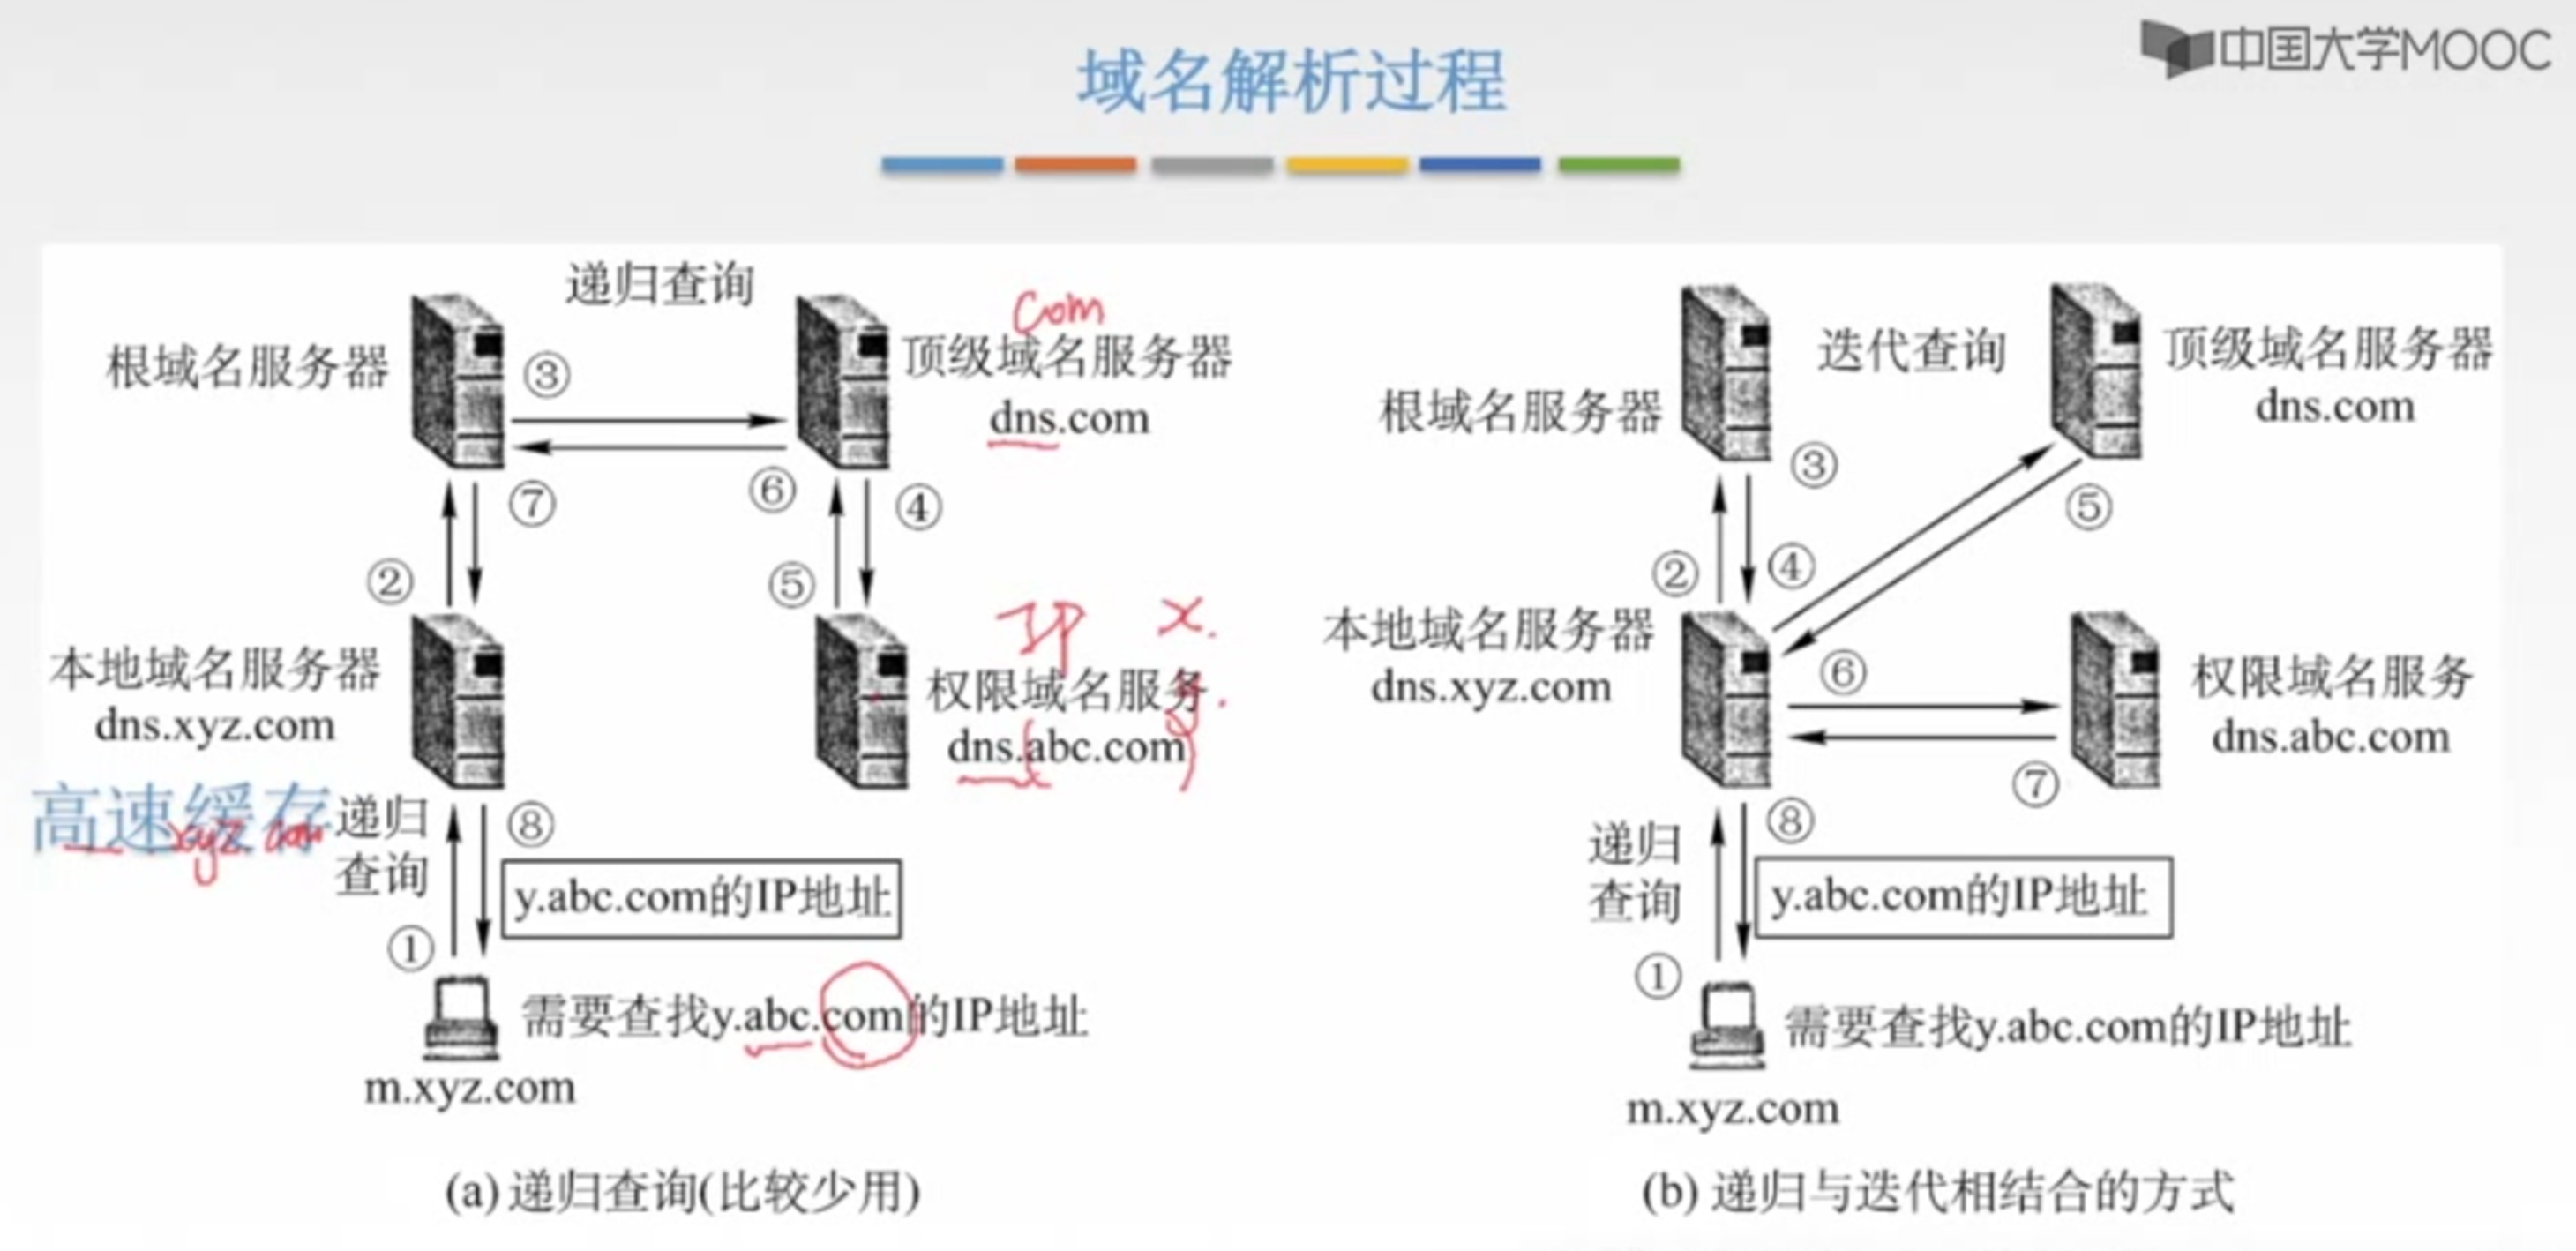 中国大学MOOC
域名解析过程
递归查询
com
根域名服务器
③
顶级域名服务器
dns.com
⑦
⑥
④
②
⑤
IP
x.
本地域名服务器
dns.xyz.com
权限域名服务
y.
dns.abc.com
高速缓存
xyz com
递归
查询
⑧
y.abc.com的IP地址
①
需要查找y.abc.com的IP地址
m.xyz.com
(a) 递归查询(比较少用)
迭代查询
根域名服务器
顶级域名服务器
dns.com
③
⑤
②
④
本地域名服务器
dns.xyz.com
⑥
权限域名服务
dns.abc.com
⑦
递归
查询
⑧
y.abc.com的IP地址
①
需要查找y.abc.com的IP地址
m.xyz.com
(b) 递归与迭代相结合的方式